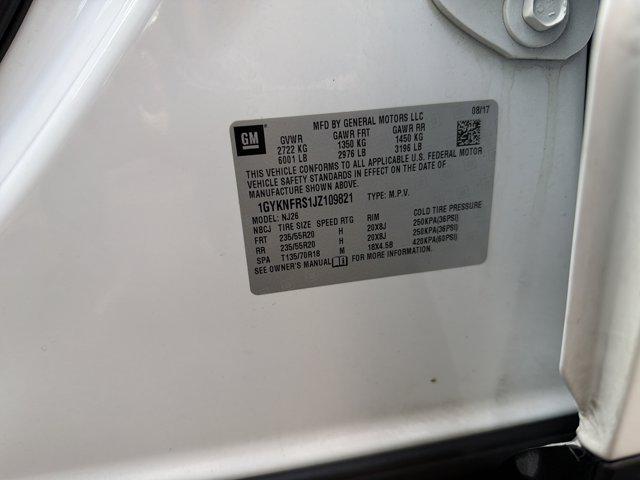 MFD BY GENERAL MOTORS LLC 08/17
GM
GVWR GAWR FRT GAWR RR
2722 KG 1350 KG 1450 KG
6001 LB 2976 LB 3196 LB
THIS VEHICLE CONFORMS TO ALL APPLICABLE U.S. FEDERAL MOTOR
VEHICLE SAFETY STANDARDS IN EFFECT ON THE DATE OF
MANUFACTURE SHOWN ABOVE.
1GYKNFRS1JZ109821 TYPE: M.P.V.
MODEL: NJ26
NBCJ TIRE SIZE SPEED RTG RIM COLD TIRE PRESSURE
FRT 235/55R20 H 20X8J 250KPA(36PSI)
RR 235/55R20 H 20X8J 250KPA(36PSI)
SPA T135/70R18 M 18X4.5B 420KPA(60PSI)
SEE OWNER'S MANUAL FOR MORE INFORMATION.